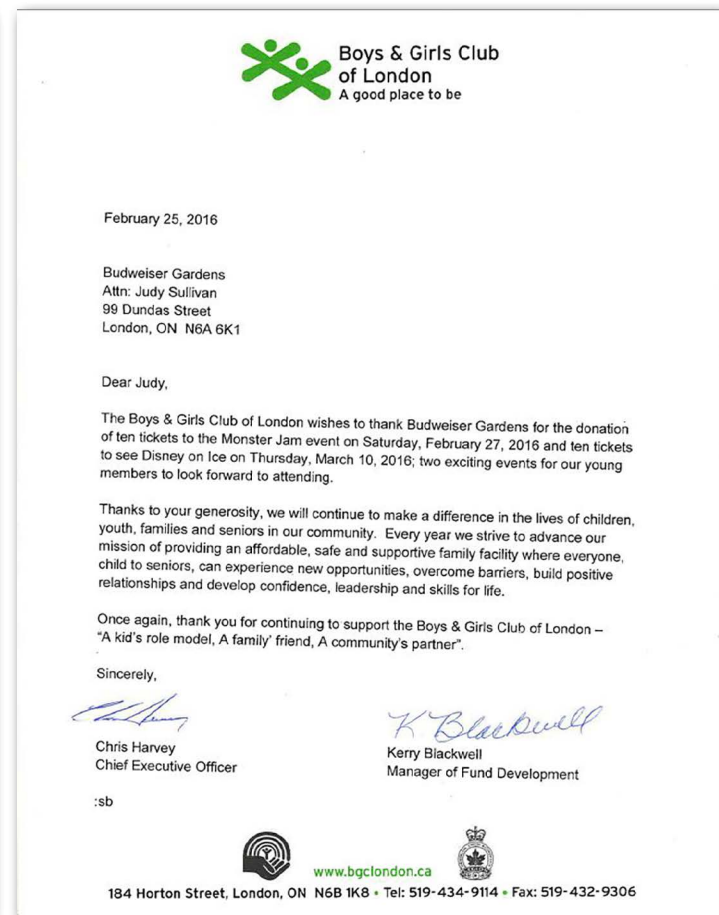 Boys & Girls Club
of London
A good place to be
February 25, 2016
Budweiser Gardens
Attn: Judy Sullivan
99 Dundas Street
London, ON N6A 6K1
Dear Judy,
The Boys & Girls Club of London wishes to thank Budweiser Gardens for the donation
of ten tickets to the Monster Jam event on Saturday, February 27, 2016 and ten tickets
to see Disney on Ice on Thursday, March 10, 2016; two exciting events for our young
members to look forward to attending.
Thanks to your generosity, we will continue to make a difference in the lives of children,
youth, families and seniors in our community. Every year we strive to advance our
mission of providing an affordable, safe and supportive family facility where everyone,
child to seniors, can experience new opportunities, overcome barriers, build positive
relationships and develop confidence, leadership and skills for life.
Once again, thank you for continuing to support the Boys & Girls Club of London –
"A kid's role model, A family' friend, A community's partner".
Sincerely,
K Blackwell
Chris Harvey
Chief Executive Officer
Kerry Blackwell
Manager of Fund Development
:sb
www.bgclondon.ca
184 Horton Street, London, ON N6B 1K8 • Tel: 519-434-9114 • Fax: 519-432-9306